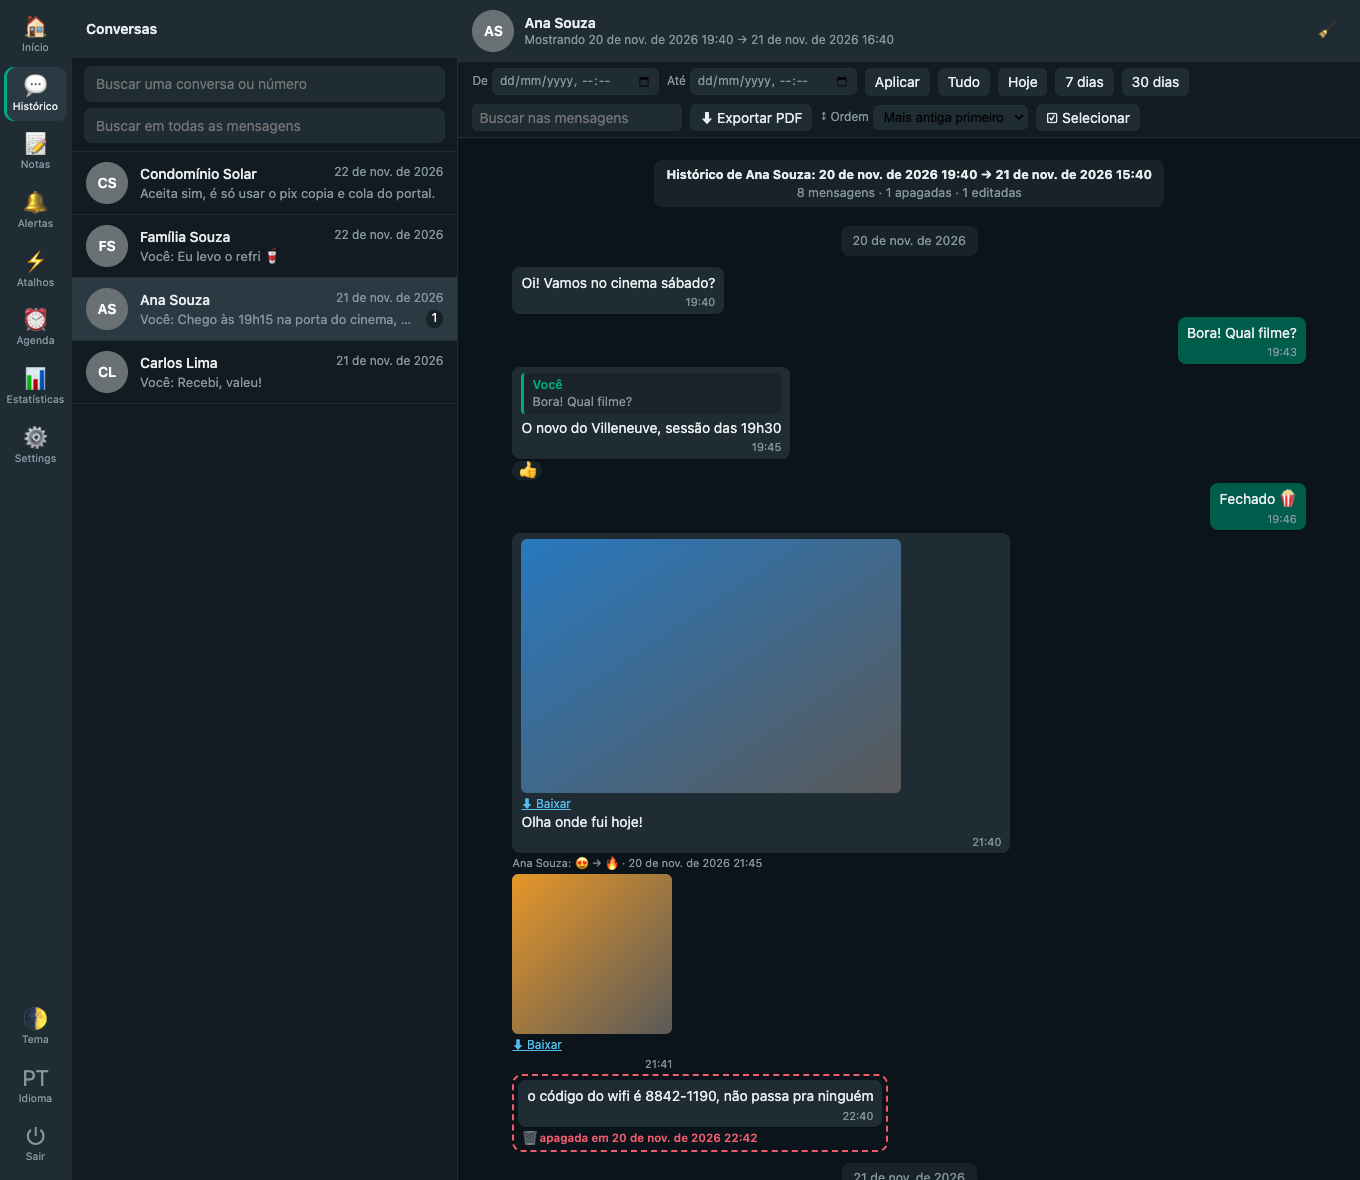 Início
Histórico
Notas
Alertas
Atalhos
Agenda
Estatísticas
Settings
Tema
PT
Idioma
Sair
Conversas
Buscar uma conversa ou número
Buscar em todas as mensagens
CS
Condomínio Solar
22 de nov. de 2026
Aceita sim, é só usar o pix copia e cola do portal.
FS
Família Souza
22 de nov. de 2026
Você: Eu levo o refri 🥤
AS
Ana Souza
21 de nov. de 2026
Você: Chego às 19h15 na porta do cinema, ...
1
CL
Carlos Lima
21 de nov. de 2026
Você: Recebi, valeu!
AS
Ana Souza
Mostrando 20 de nov. de 2026 19:40 → 21 de nov. de 2026 16:40
De dd/mm/yyyy, --:-- Até dd/mm/yyyy, --:-- Aplicar Tudo Hoje 7 dias 30 dias
Buscar nas mensagens ⬇ Exportar PDF ↕ Ordem Mais antiga primeiro ☑ Selecionar
Histórico de Ana Souza: 20 de nov. de 2026 19:40 → 21 de nov. de 2026 15:40
8 mensagens · 1 apagadas · 1 editadas
20 de nov. de 2026
Oi! Vamos no cinema sábado?
19:40
Bora! Qual filme?
19:43
Você
Bora! Qual filme?
O novo do Villeneuve, sessão das 19h30
19:45
👍
Fechado 🍿
19:46
⬇ Baixar
Olha onde fui hoje!
21:40
Ana Souza: 😍 → 🔥 · 20 de nov. de 2026 21:45
⬇ Baixar
21:41
o código do wifi é 8842-1190, não passa pra ninguém
22:40
🗑 apagada em 20 de nov. de 2026 22:42
21 de nov. de 2026